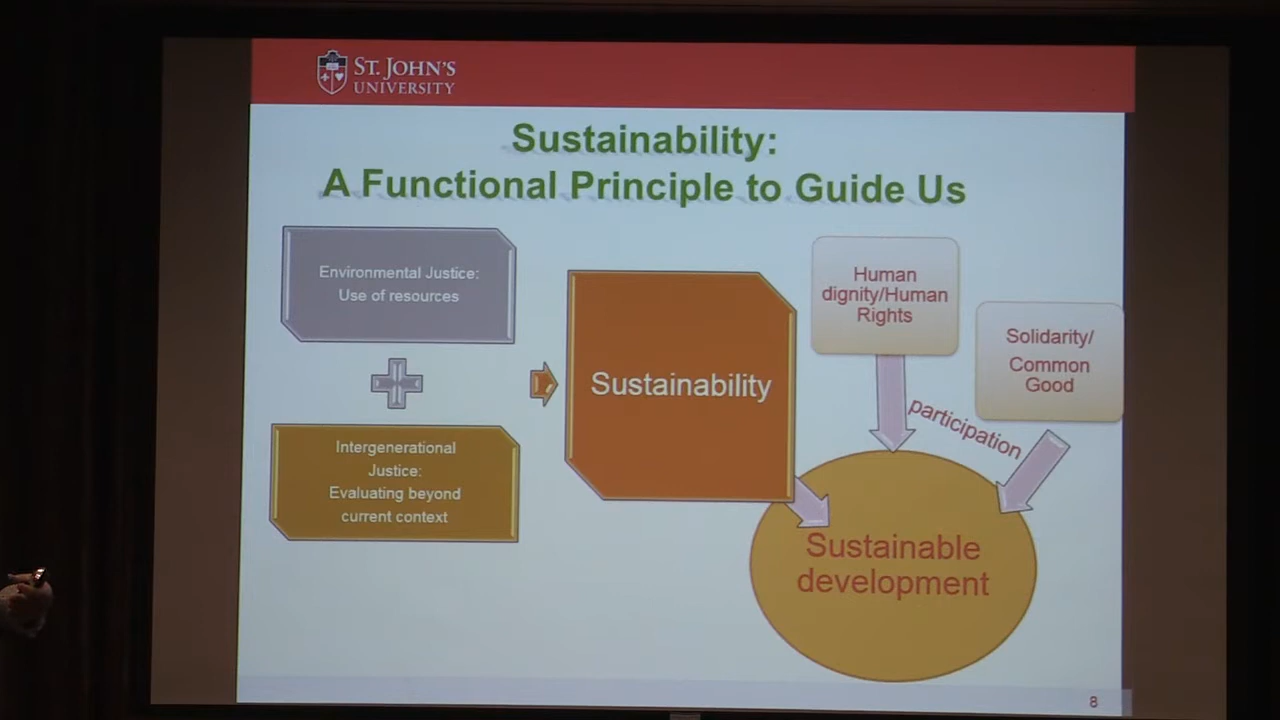 ST. JOHN'S
UNIVERSITY
Sustainability:
A Functional Principle to Guide Us
Environmental Justice:
Use of resources
Intergenerational
Justice:
Evaluating beyond
current context
Sustainability
Human
dignity/Human
Rights
Solidarity/
Common
Good
participation
Sustainable
development
8